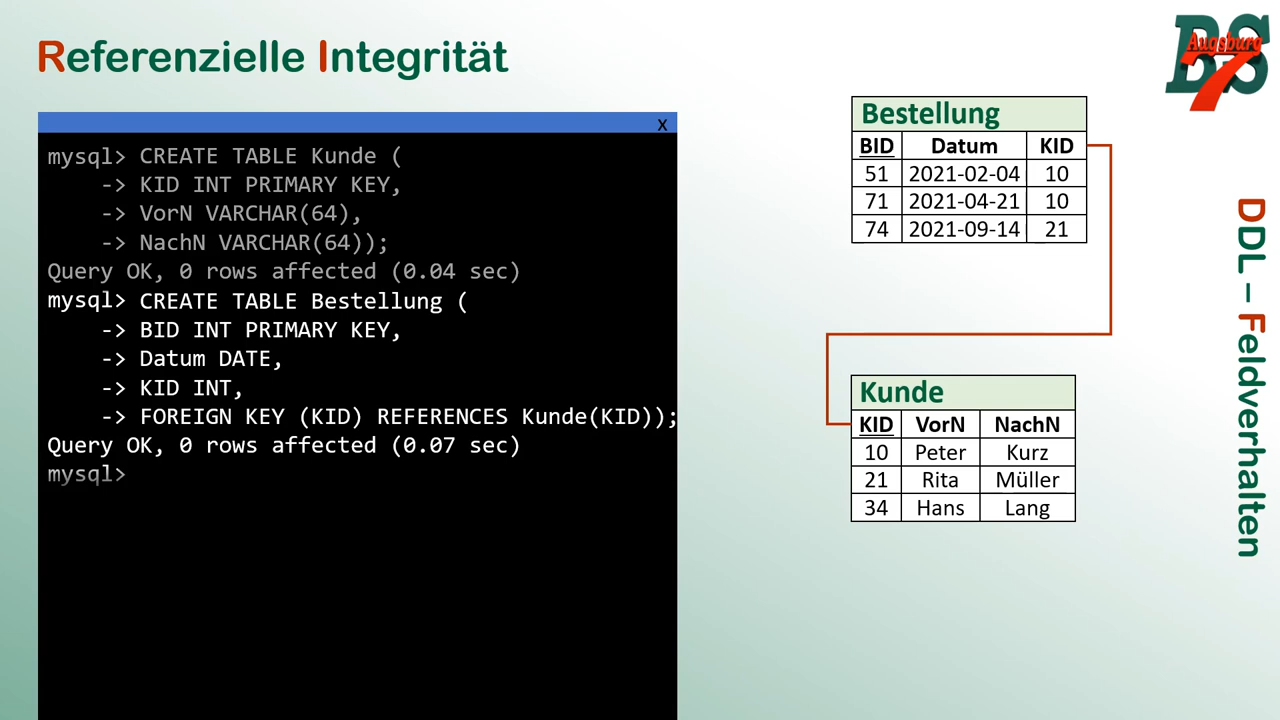 Referenzielle Integrität
x
mysql> CREATE TABLE Kunde (
-> KID INT PRIMARY KEY,
-> VorN VARCHAR(64),
-> NachN VARCHAR(64));
Query OK, 0 rows affected (0.04 sec)
mysql> CREATE TABLE Bestellung (
-> BID INT PRIMARY KEY,
-> Datum DATE,
-> KID INT,
-> FOREIGN KEY (KID) REFERENCES Kunde(KID));
Query OK, 0 rows affected (0.07 sec)
mysql>
Bestellung
BID Datum KID
51 2021-02-04 10
71 2021-04-21 10
74 2021-09-14 21
Kunde
KID VorN NachN
10 Peter Kurz
21 Rita Müller
34 Hans Lang
BS
Augsburg
7
DDL – Feldverhalten